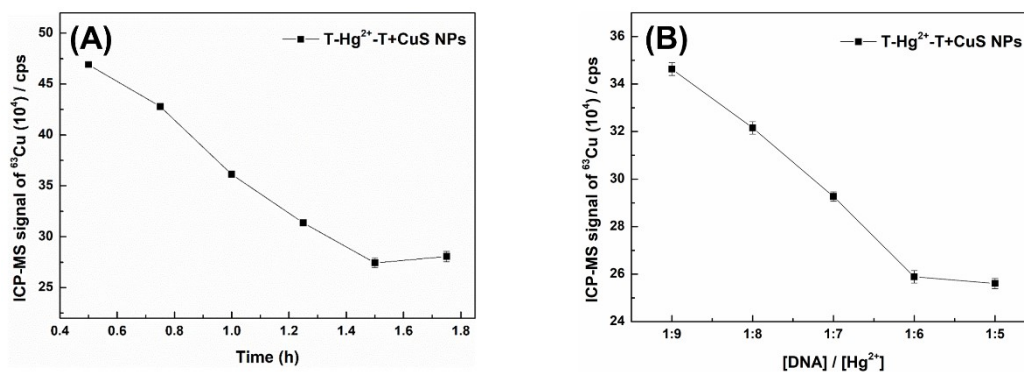 (A)
T-Hg²⁺-T+CuS NPs
50
45
40
35
30
25
0.4 0.6 0.8 1.0 1.2 1.4 1.6 1.8
Time (h)
ICP-MS signal of ⁶³Cu (10⁴) / cps
(B)
T-Hg²⁺-T+CuS NPs
36
34
32
30
28
26
24
1:9 1:8 1:7 1:6 1:5
[DNA] / [Hg²⁺]
ICP-MS signal of ⁶³Cu (10⁴) / cps